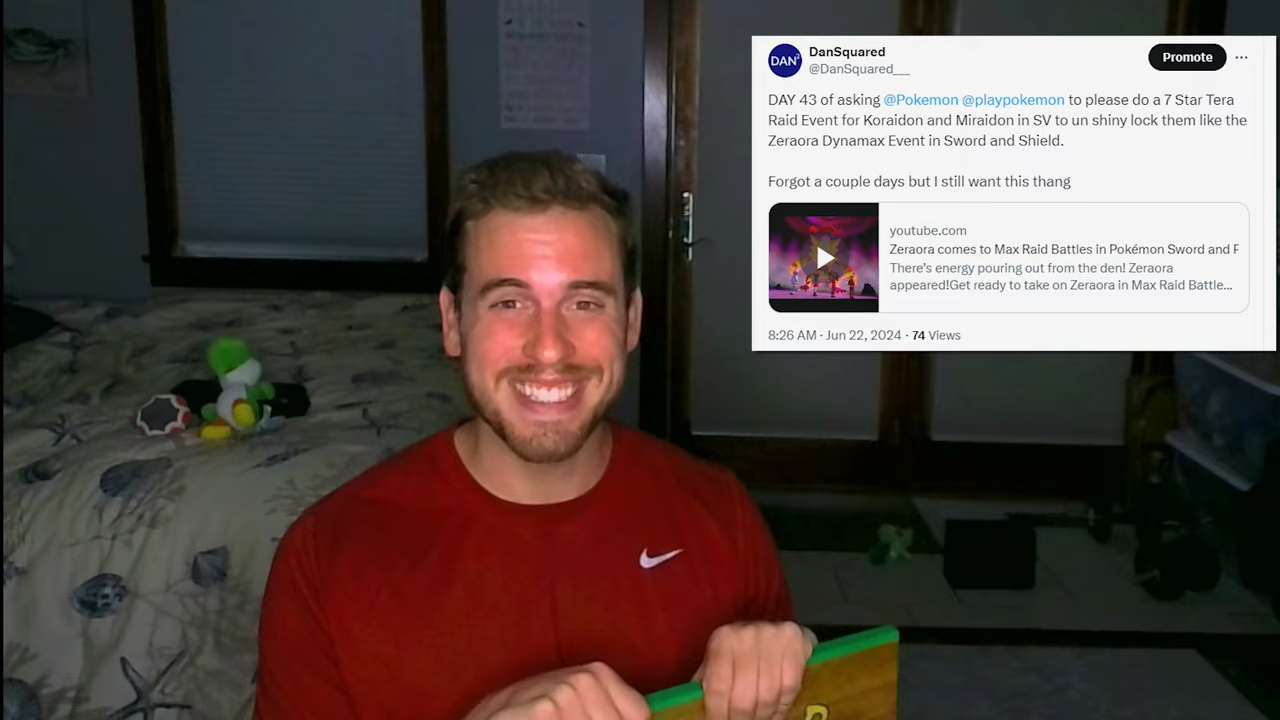 DAN²
DanSquared
@DanSquared___
Promote
DAY 43 of asking @Pokemon @playpokemon to please do a 7 Star Tera
Raid Event for Koraidon and Miraidon in SV to un shiny lock them like the
Zeraora Dynamax Event in Sword and Shield.
Forgot a couple days but I still want this thang
youtube.com
Zeraora comes to Max Raid Battles in Pokémon Sword and P
There's energy pouring out from the den! Zeraora
appeared!Get ready to take on Zeraora in Max Raid Battle...
8:26 AM · Jun 22, 2024 · 74 Views